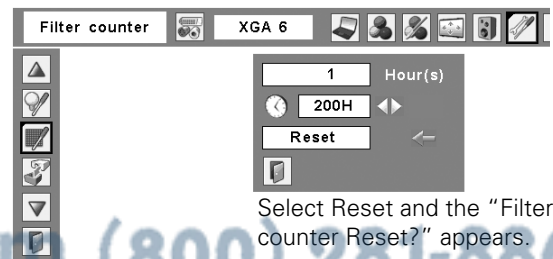 Filter counter
XGA 6
1 Hour(s)
200H
Reset
Select Reset and the “Filter
counter Reset?” appears.